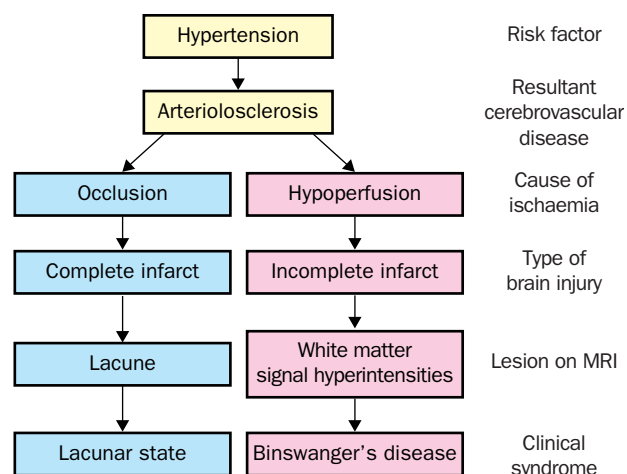 Hypertension
Risk factor
Arteriolosclerosis
Resultant
cerebrovascular
disease
Occlusion
Hypoperfusion
Cause of
ischaemia
Complete infarct
Incomplete infarct
Type of
brain injury
Lacune
White matter
signal hyperintensities
Lesion on MRI
Lacunar state
Binswanger's disease
Clinical
syndrome